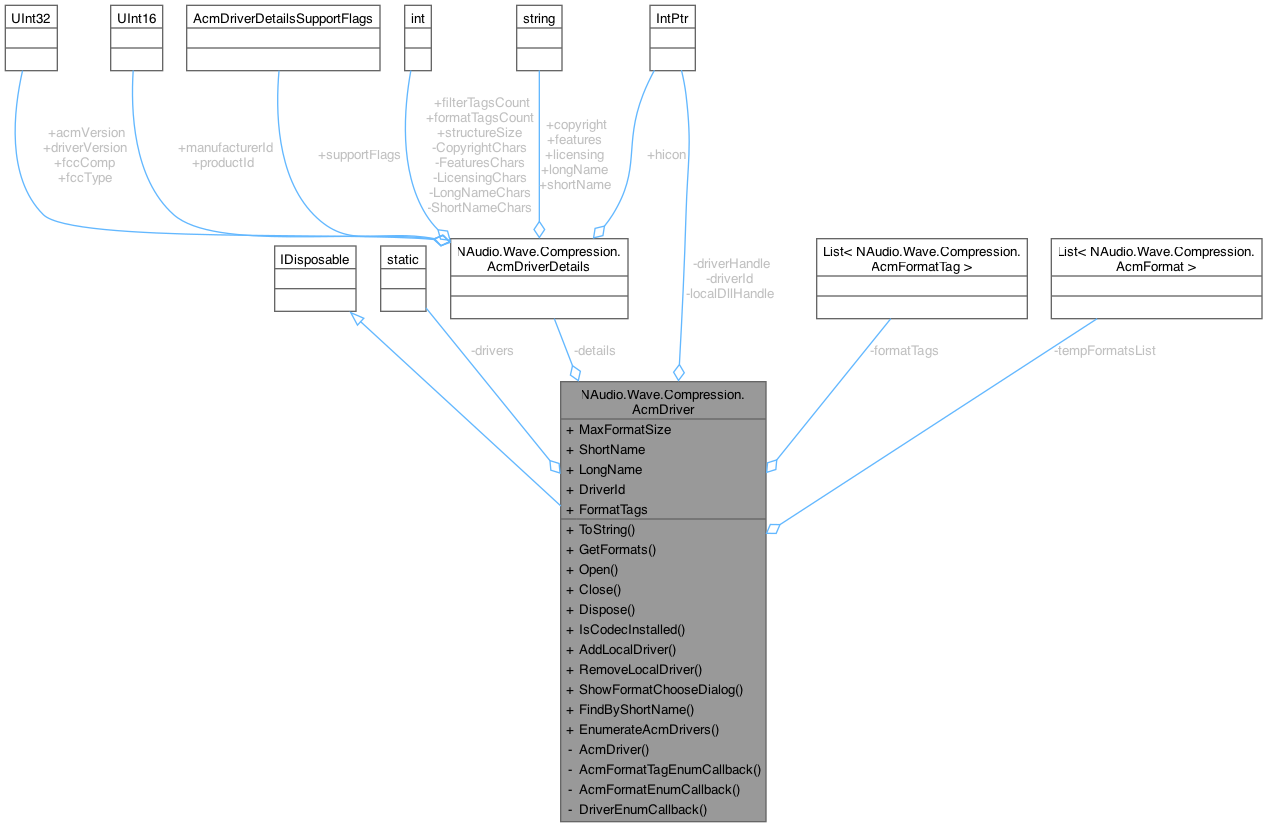 UInt32
UInt16
AcmDriverDetailsSupportFlags
int
string
IntPtr
+acmVersion
+driverVersion
+fccComp
+fccType
+manufacturerId
+productId
+supportFlags
+filterTagsCount
+formatTagsCount
+structureSize
-CopyrightChars
-FeaturesChars
-LicensingChars
-LongNameChars
-ShortNameChars
+copyright
+features
+licensing
+longName
+shortName
+hicon
IDisposable
static
NAudio.Wave.Compression.
AcmDriverDetails
-driverHandle
-driverId
-localDllHandle
List< NAudio.Wave.Compression.
AcmFormatTag >
List< NAudio.Wave.Compression.
AcmFormat >
-drivers
-details
-formatTags
-tempFormatsList
NAudio.Wave.Compression.
AcmDriver
+ MaxFormatSize
+ ShortName
+ LongName
+ DriverId
+ FormatTags
+ ToString()
+ GetFormats()
+ Open()
+ Close()
+ Dispose()
+ IsCodecInstalled()
+ AddLocalDriver()
+ RemoveLocalDriver()
+ ShowFormatChooseDialog()
+ FindByShortName()
+ EnumerateAcmDrivers()
- AcmDriver()
- AcmFormatTagEnumCallback()
- AcmFormatEnumCallback()
- DriverEnumCallback()